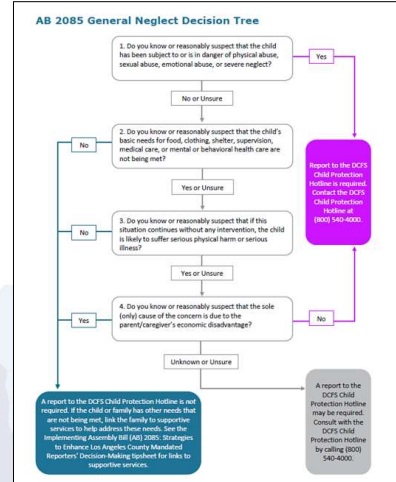 AB 2085 General Neglect Decision Tree
1. Do you know or reasonably suspect that the child
has been subject to or is in danger of physical abuse,
sexual abuse, emotional abuse, or severe neglect?
Yes
No or Unsure
2. Do you know or reasonably suspect that the child's
basic needs for food, clothing, shelter, supervision,
medical care, or mental or behavioral health care are
not being met?
No
Report to the DCFS
Child Protection
Hotline is required.
Contact the DCFS
Child Protection
Hotline at
(800) 540-4000.
Yes or Unsure
3. Do you know or reasonably suspect that if this
situation continues without any intervention, the child
is likely to suffer serious physical harm or serious
illness?
No
Yes or Unsure
4. Do you know or reasonably suspect that the sole
(only) cause of the concern is due to the
parent/caregiver's economic disadvantage?
Yes
No
Unknown or Unsure
A report to the DCFS Child Protection Hotline is not
required. If the child or family has other needs that
are not being met, link the family to supportive
services to help address these needs. See the
Implementing Assembly Bill (AB) 2085: Strategies
to Enhance Los Angeles County Mandated
Reporters' Decision-Making tipsheet for links to
supportive services.
A report to the
DCFS Child
Protection Hotline
may be required.
Consult with the
DCFS Child
Protection Hotline
by calling (800)
540-4000.